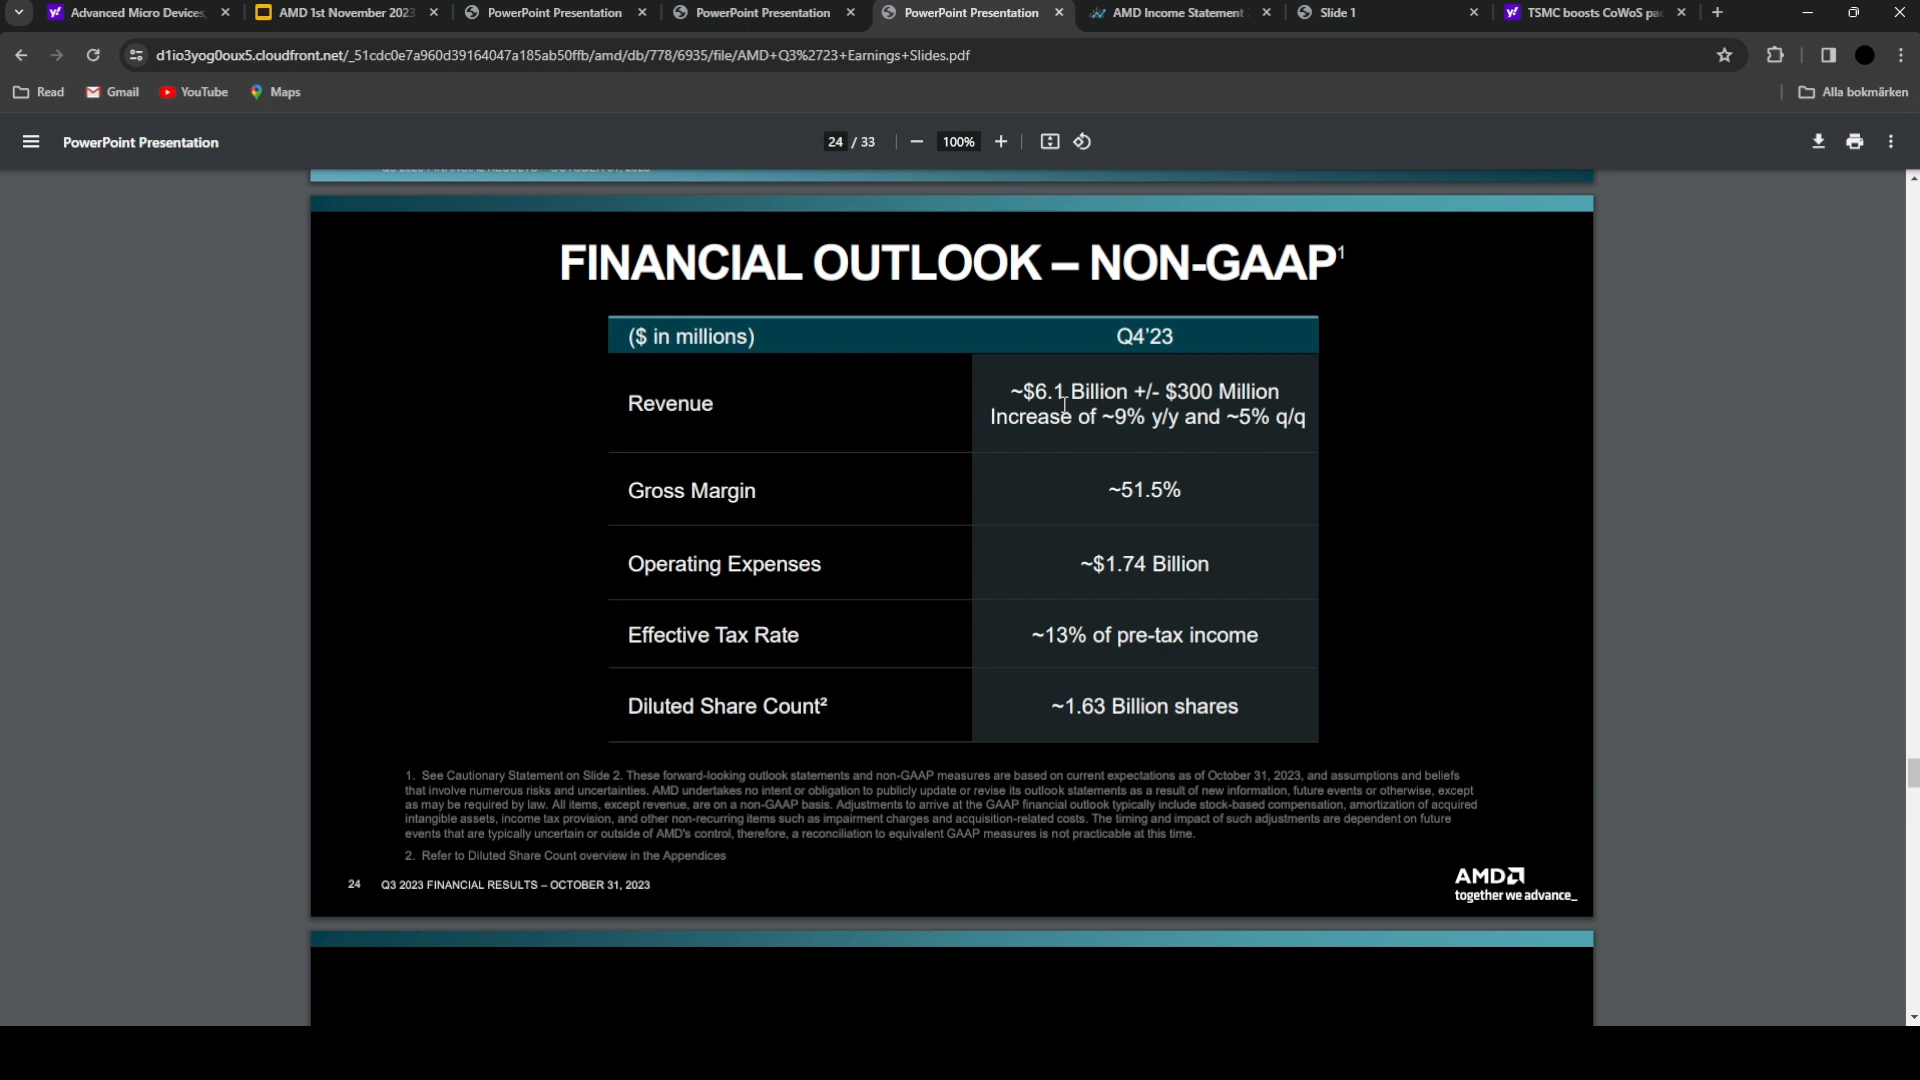 Advanced Micro Devices,
AMD 1st November 2023
PowerPoint Presentation
PowerPoint Presentation
PowerPoint Presentation
AMD Income Statement
Slide 1
TSMC boosts CoWoS pac
d1io3yog0oux5.cloudfront.net/_51cdc0e7a960d39164047a185ab50ffb/amd/db/778/6935/file/AMD+Q3%2723+Earnings+Slides.pdf
Read
Gmail
YouTube
Maps
Alla bokmärken
PowerPoint Presentation
24 / 33
100%
Q3 2023 FINANCIAL RESULTS – OCTOBER 31, 2023
FINANCIAL OUTLOOK – NON-GAAP¹
($ in millions) Q4'23
Revenue
~$6.1 Billion +/- $300 Million
Increase of ~9% y/y and ~5% q/q
Gross Margin ~51.5%
Operating Expenses ~$1.74 Billion
Effective Tax Rate ~13% of pre-tax income
Diluted Share Count² ~1.63 Billion shares
1. See Cautionary Statement on Slide 2. These forward-looking outlook statements and non-GAAP measures are based on current expectations as of October 31, 2023, and assumptions and beliefs
that involve numerous risks and uncertainties. AMD undertakes no intent or obligation to publicly update or revise its outlook statements as a result of new information, future events or otherwise, except
as may be required by law. All items, except revenue, are on a non-GAAP basis. Adjustments to arrive at the GAAP financial outlook typically include stock-based compensation, amortization of acquired
intangible assets, income tax provision, and other non-recurring items such as impairment charges and acquisition-related costs. The timing and impact of such adjustments are dependent on future
events that are typically uncertain or outside of AMD's control, therefore, a reconciliation to equivalent GAAP measures is not practicable at this time.
2. Refer to Diluted Share Count overview in the Appendices
24 Q3 2023 FINANCIAL RESULTS – OCTOBER 31, 2023
AMD
together we advance_